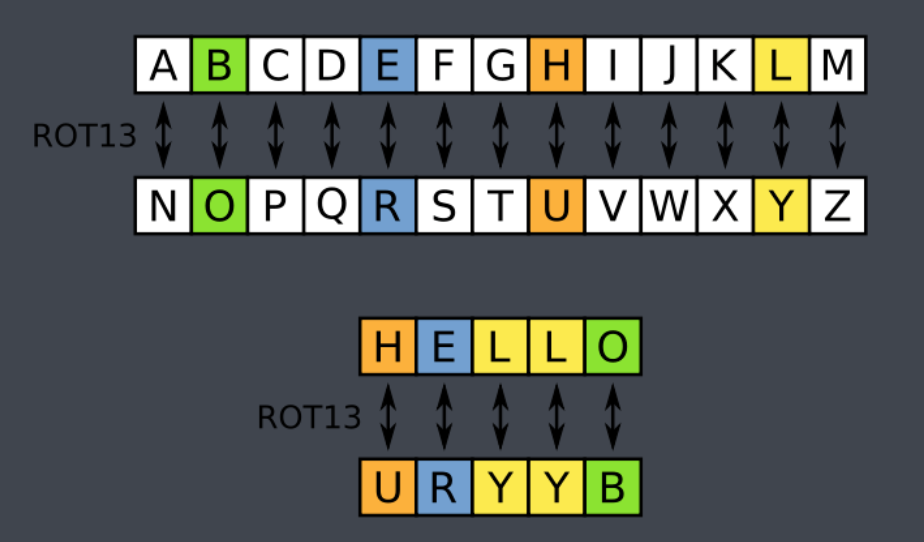 A B C D E F G H I J K L M
ROT13
N O P Q R S T U V W X Y Z
H E L L O
ROT13
U R Y Y B